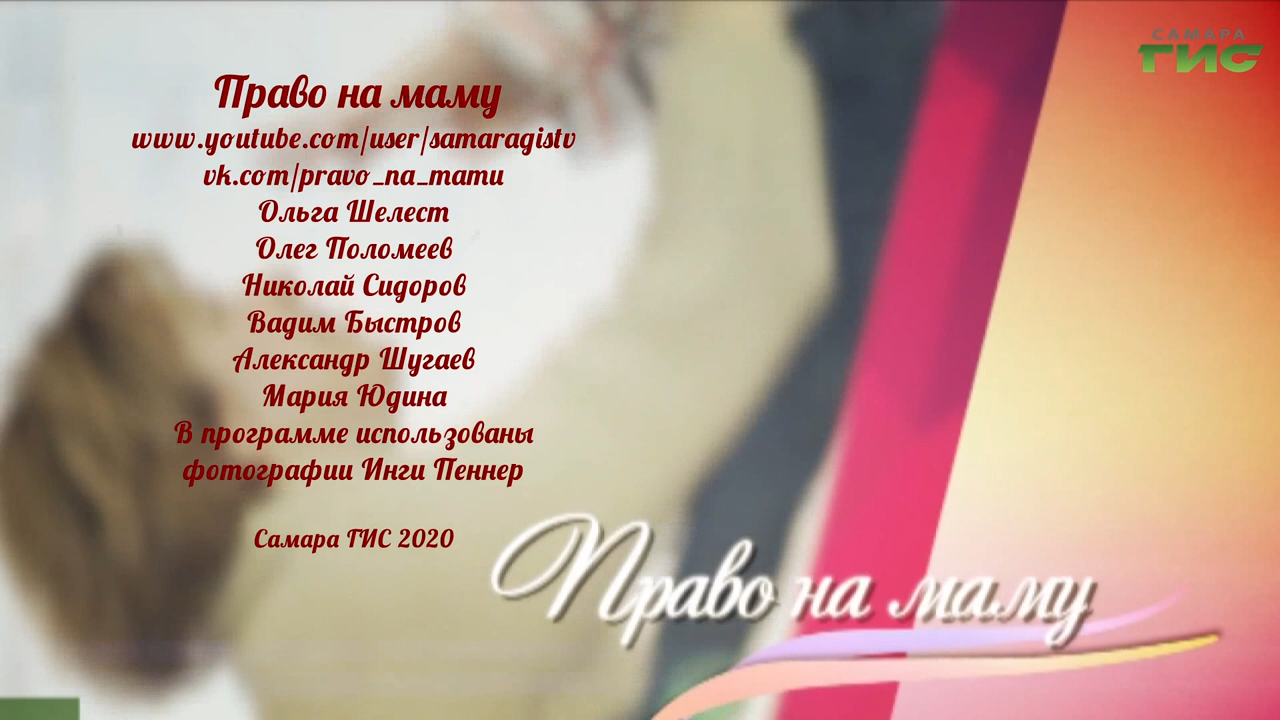 САМАРА
ГИС
Право на маму
www.youtube.com/user/samaragistv
vk.com/pravo_na_mamu
Ольга Шелест
Олег Поломеев
Николай Сидоров
Вадим Быстров
Александр Шугаев
Мария Юдина
В программе использованы
фотографии Инги Пеннер
Самара ГИС 2020
Право на маму